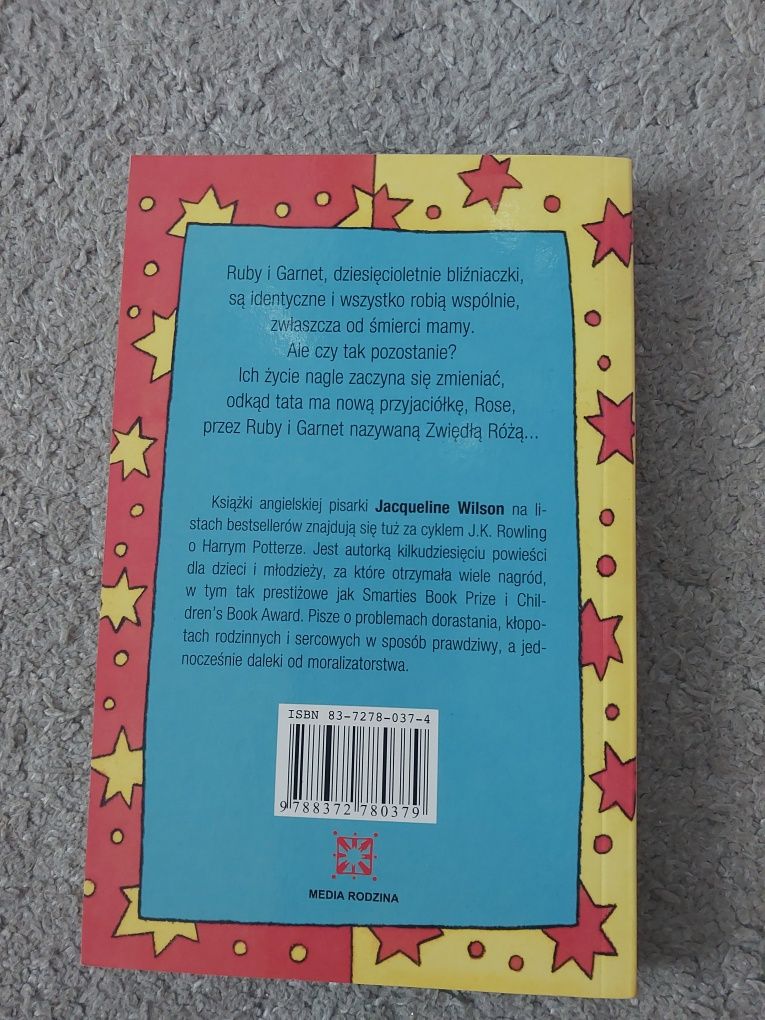 Ruby i Garnet, dziesięcioletnie bliźniaczki,
są identyczne i wszystko robią wspólnie,
zwłaszcza od śmierci mamy.
Ale czy tak pozostanie?
Ich życie nagle zaczyna się zmieniać,
odkąd tata ma nową przyjaciółkę, Rose,
przez Ruby i Garnet nazywaną Zwiędłą Różą...
Książki angielskiej pisarki Jacqueline Wilson na li-
stach bestsellerów znajdują się tuż za cyklem J.K. Rowling
o Harrym Potterze. Jest autorką kilkudziesięciu powieści
dla dzieci i młodzieży, za które otrzymała wiele nagród,
w tym tak prestiżowe jak Smarties Book Prize i Chil-
dren's Book Award. Pisze o problemach dorastania, kłopo-
tach rodzinnych i sercowych w sposób prawdziwy, a jed-
nocześnie daleki od moralizatorstwa.
ISBN 83-7278-037-4
9 788372 780379
MEDIA RODZINA